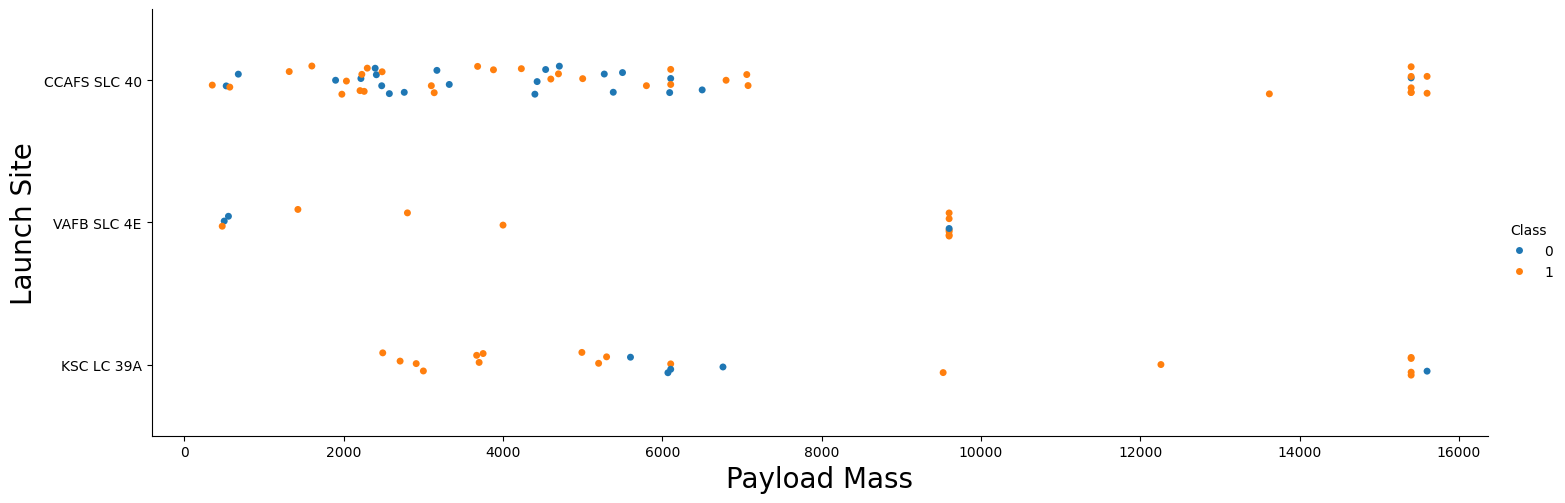 CCAFS SLC 40
VAFB SLC 4E
KSC LC 39A
Launch Site
0 2000 4000 6000 8000 10000 12000 14000 16000
Payload Mass
Class
0
1